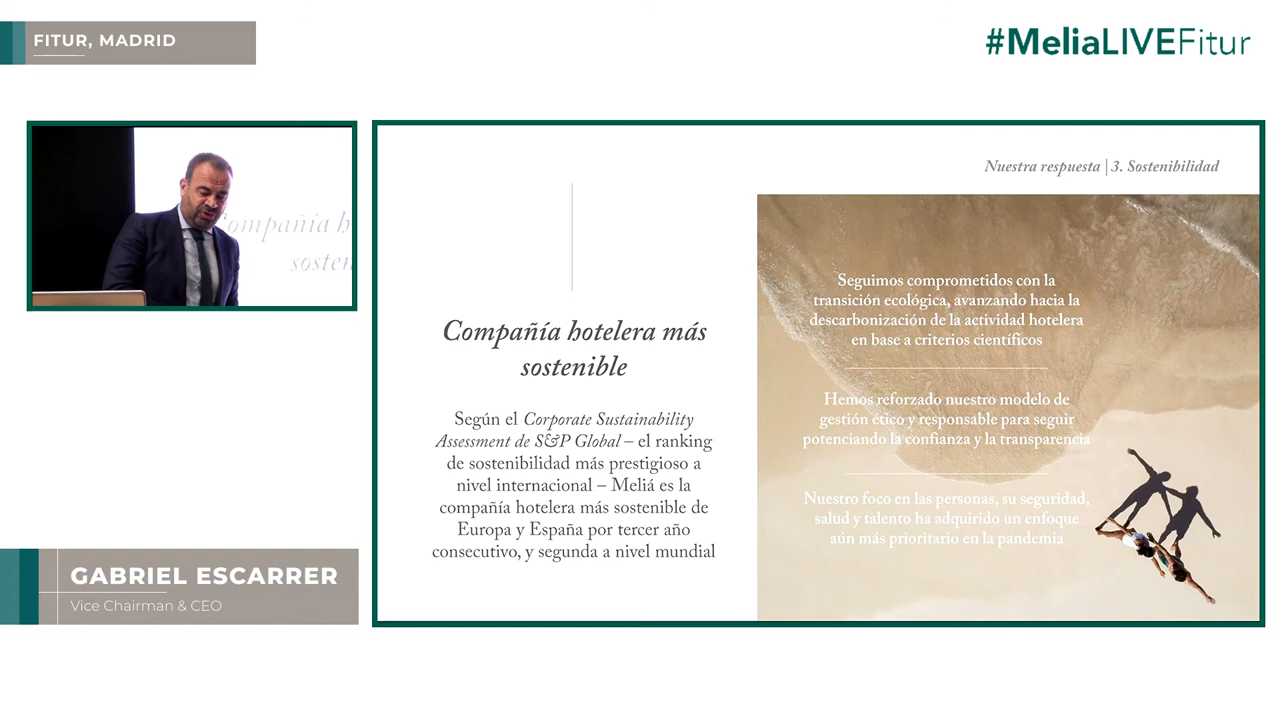 FITUR, MADRID
#MeliaLIVEFitur
Compañía h
sosten
GABRIEL ESCARRER
Vice Chairman & CEO
Nuestra respuesta | 3. Sostenibilidad
Compañía hotelera más
sostenible
Según el Corporate Sustainability
Assessment de S&P Global – el ranking
de sostenibilidad más prestigioso a
nivel internacional – Meliá es la
compañía hotelera más sostenible de
Europa y España por tercer año
consecutivo, y segunda a nivel mundial
Seguimos comprometidos con la
transición ecológica, avanzando hacia la
descarbonización de la actividad hotelera
en base a criterios científicos
Hemos reforzado nuestro modelo de
gestión ético y responsable para seguir
potenciando la confianza y la transparencia
Nuestro foco en las personas, su seguridad,
salud y talento ha adquirido un enfoque
aún más prioritario en la pandemia